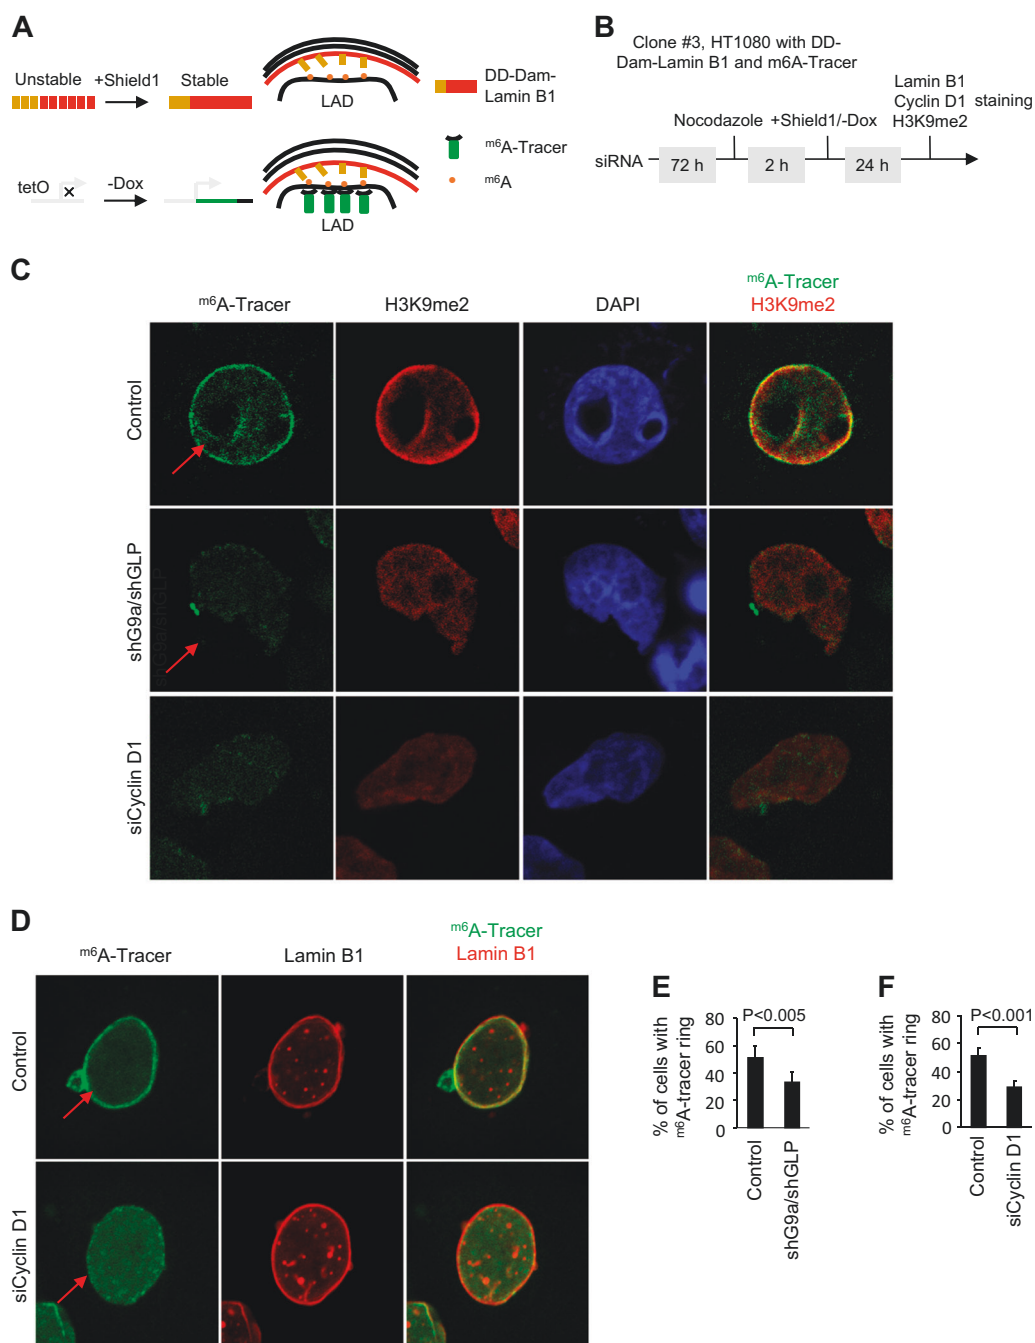 A
Unstable +Shield1 Stable
LAD
DD-Dam-
Lamin B1
m6A-Tracer
m6A
tetO -Dox
LAD
B
Clone #3, HT1080 with DD-
Dam-Lamin B1 and m6A-Tracer
Lamin B1
Cyclin D1 staining
H3K9me2
Nocodazole +Shield1/-Dox
siRNA 72 h 2 h 24 h
C
m6A-Tracer H3K9me2 DAPI m6A-Tracer
H3K9me2
Control
shG9a/shGLP
shG9a/shGLP
siCyclin D1
D
m6A-Tracer Lamin B1 m6A-Tracer
Lamin B1
Control
siCyclin D1
E
P<0.005
% of cells with
m6A-tracer ring
80
60
40
20
0
Control
shG9a/shGLP
F
P<0.001
% of cells with
m6A-tracer ring
80
60
40
20
0
Control
siCyclin D1